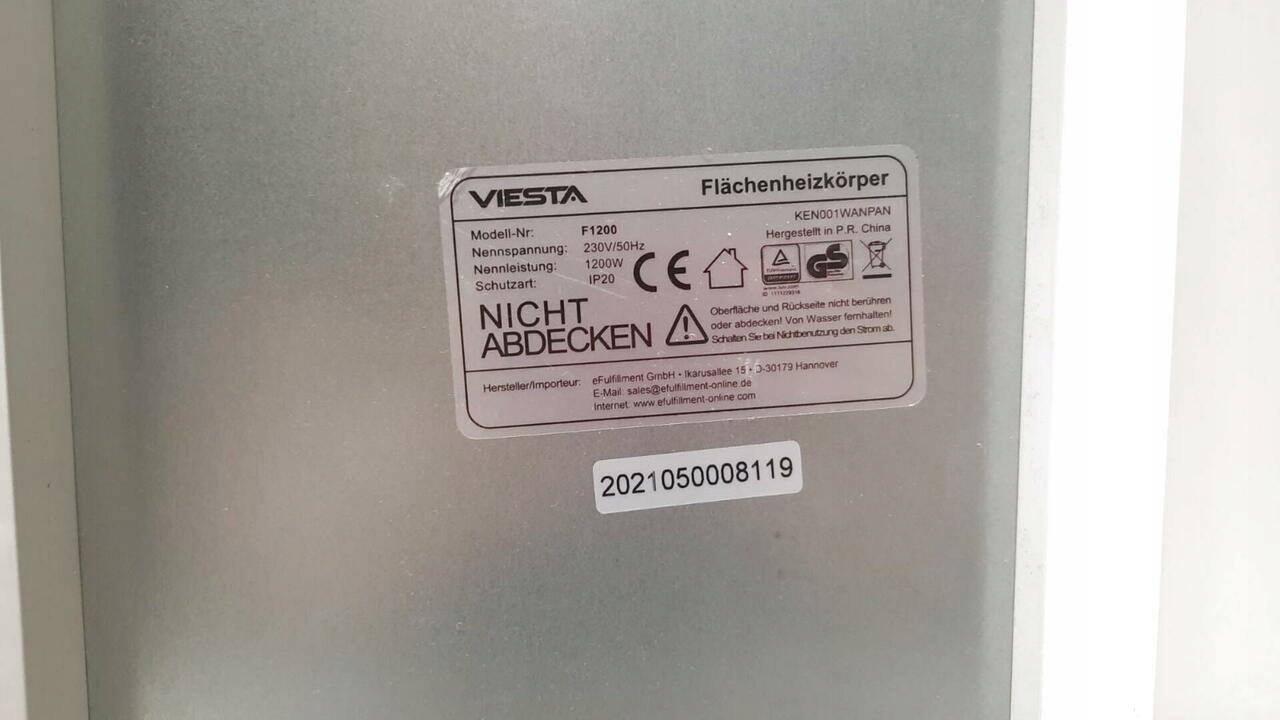 VIESTA
Flächenheizkörper
KEN001WANPAN
Hergestellt in P.R. China
Modell-Nr: F1200
Nennspannung: 230V/50Hz
Nennleistung: 1200W
Schutzart: IP20
CE
GS
NICHT
ABDECKEN
Oberfläche und Rückseite nicht berühren
oder abdecken! Von Wasser fernhalten!
Schalten Sie bei Nichtbenutzung den Strom ab.
Hersteller/Importeur: eFulfillment GmbH • Ikarusallee 15 • D-30179 Hannover
E-Mail: sales@efulfillment-online.de
Internet: www.efulfillment-online.com
2021050008119